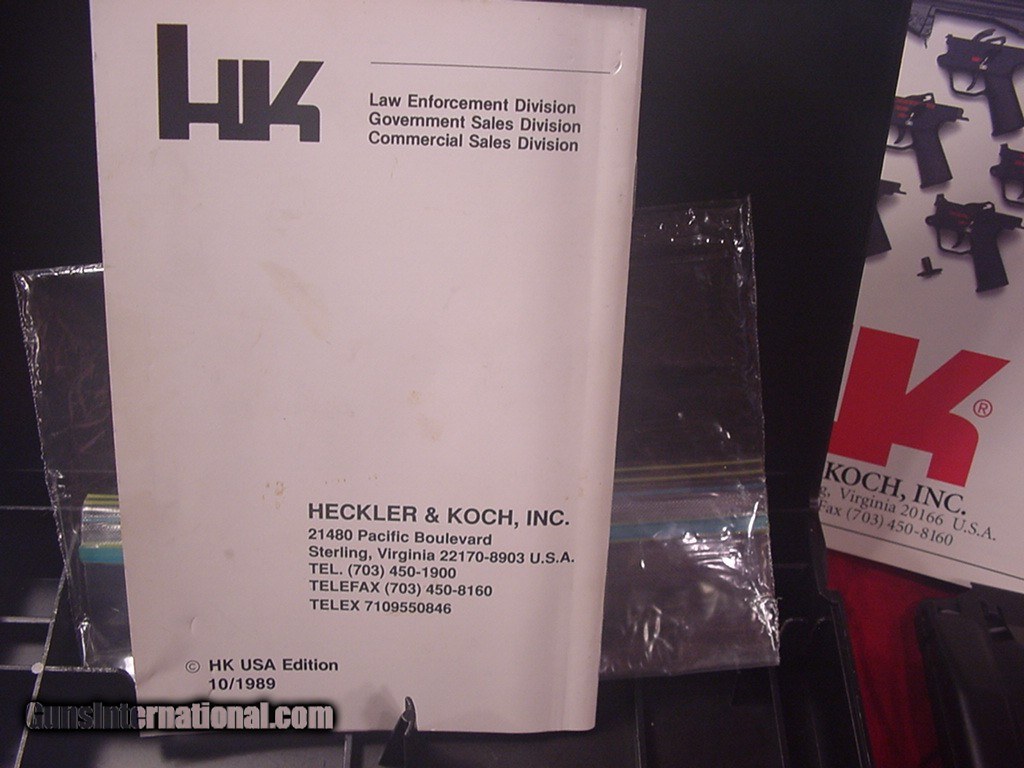 HK
Law Enforcement Division
Government Sales Division
Commercial Sales Division
HECKLER & KOCH, INC.
21480 Pacific Boulevard
Sterling, Virginia 22170-8903 U.S.A.
TEL. (703) 450-1900
TELEFAX (703) 450-8160
TELEX 7109550846
© HK USA Edition
10/1989
K®
KOCH, INC.
Virginia 20166 U.S.A.
Fax (703) 450-8160
GunsInternational.com